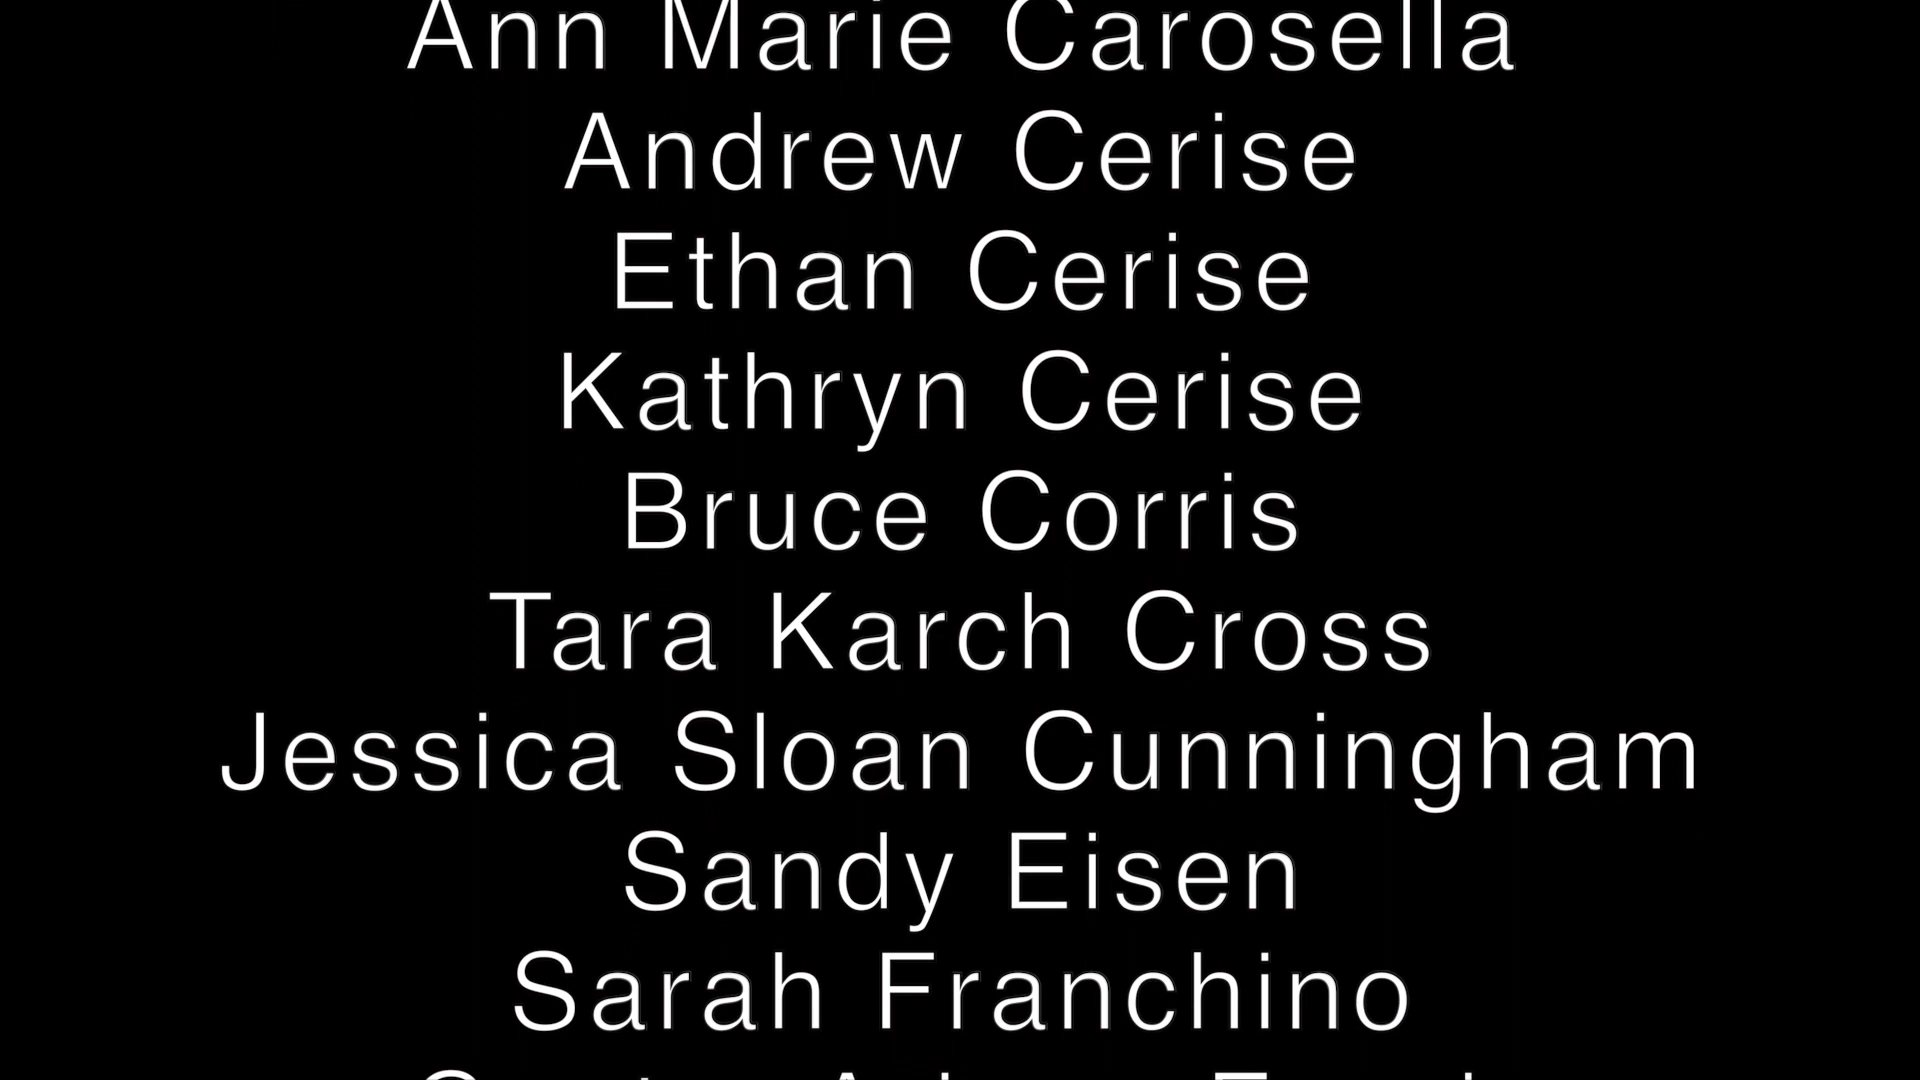 Ann Marie Carosella
Andrew Cerise
Ethan Cerise
Kathryn Cerise
Bruce Corris
Tara Karch Cross
Jessica Sloan Cunningham
Sandy Eisen
Sarah Franchino